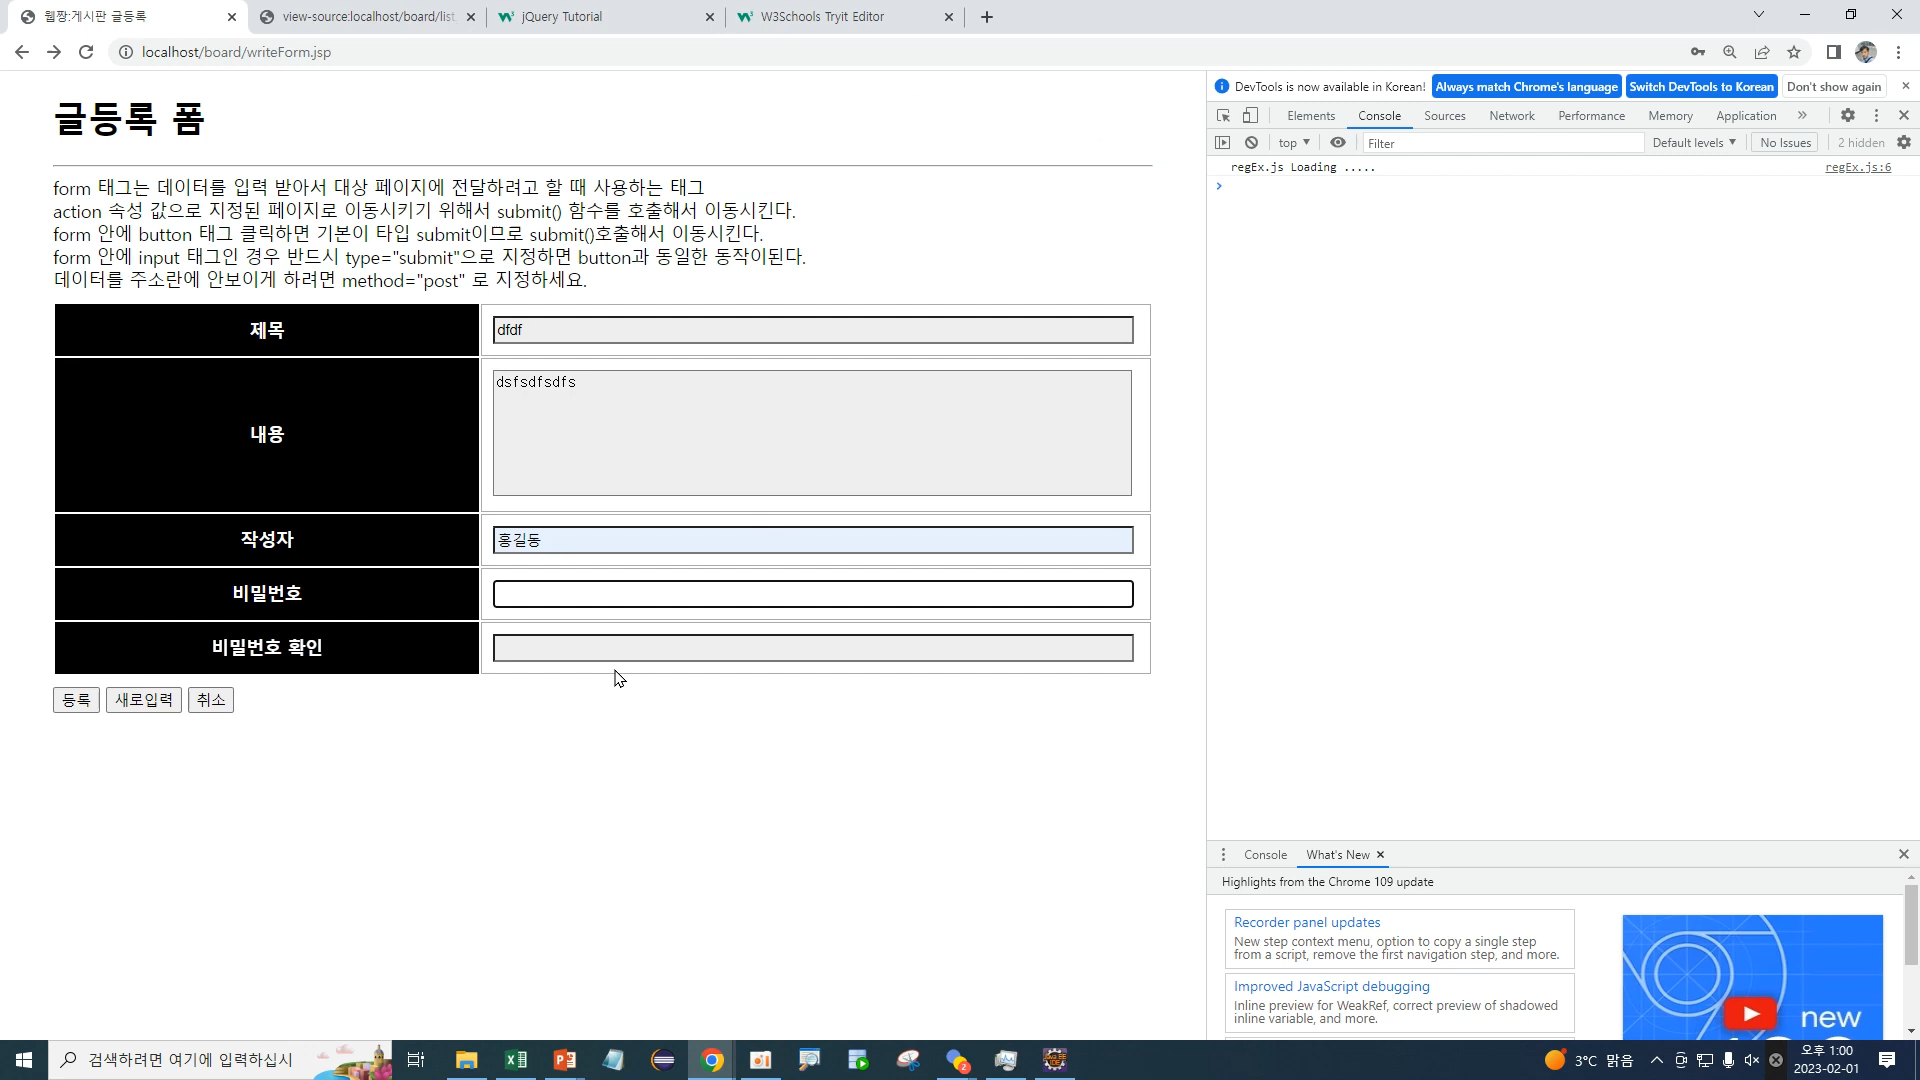 웹짱:게시판 글등록
view-source:localhost/board/list.
jQuery Tutorial
W3Schools Tryit Editor
localhost/board/writeForm.jsp
글등록 폼
form 태그는 데이터를 입력 받아서 대상 페이지에 전달하려고 할 때 사용하는 태그
action 속성 값으로 지정된 페이지로 이동시키기 위해서 submit() 함수를 호출해서 이동시킨다.
form 안에 button 태그 클릭하면 기본이 타입 submit이므로 submit()호출해서 이동시킨다.
form 안에 input 태그인 경우 반드시 type="submit"으로 지정하면 button과 동일한 동작이된다.
데이터를 주소란에 안보이게 하려면 method="post" 로 지정하세요.
제목
dfdf
내용
dsfsdfsdfs
작성자
홍길동
비밀번호
비밀번호 확인
등록 새로입력 취소
DevTools is now available in Korean! Always match Chrome's language Switch DevTools to Korean Don't show again
Elements Console Sources Network Performance Memory Application
top Filter Default levels No Issues 2 hidden
regEx.js Loading ..... regEx.js:6
Console What's New
Highlights from the Chrome 109 update
Recorder panel updates
New step context menu, option to copy a single step
from a script, remove the first navigation step, and more.
Improved JavaScript debugging
Inline preview for WeakRef, correct preview of shadowed
inline variable, and more.
new
검색하려면 여기에 입력하십시
3°C 맑음
오후 1:00
2023-02-01